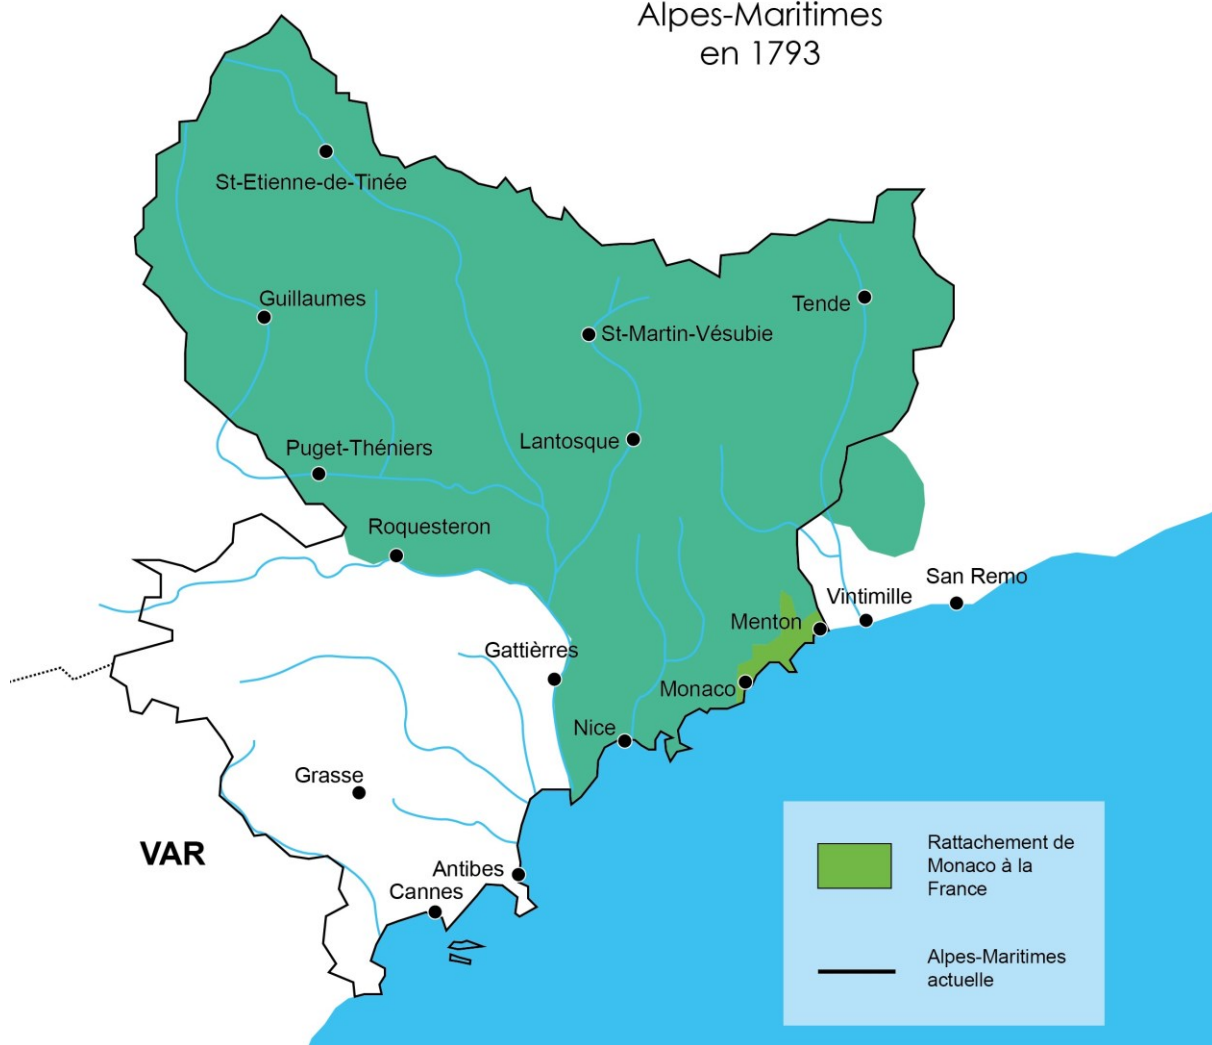 Alpes-Maritimes
en 1793
St-Etienne-de-Tinée
Guillaumes
Tende
St-Martin-Vésubie
Lantosque
Puget-Théniers
Roquesteron
San Remo
Vintimille
Menton
Gattièrres
Monaco
Nice
Grasse
VAR
Antibes
Cannes
Rattachement de
Monaco à la
France
Alpes-Maritimes
actuelle